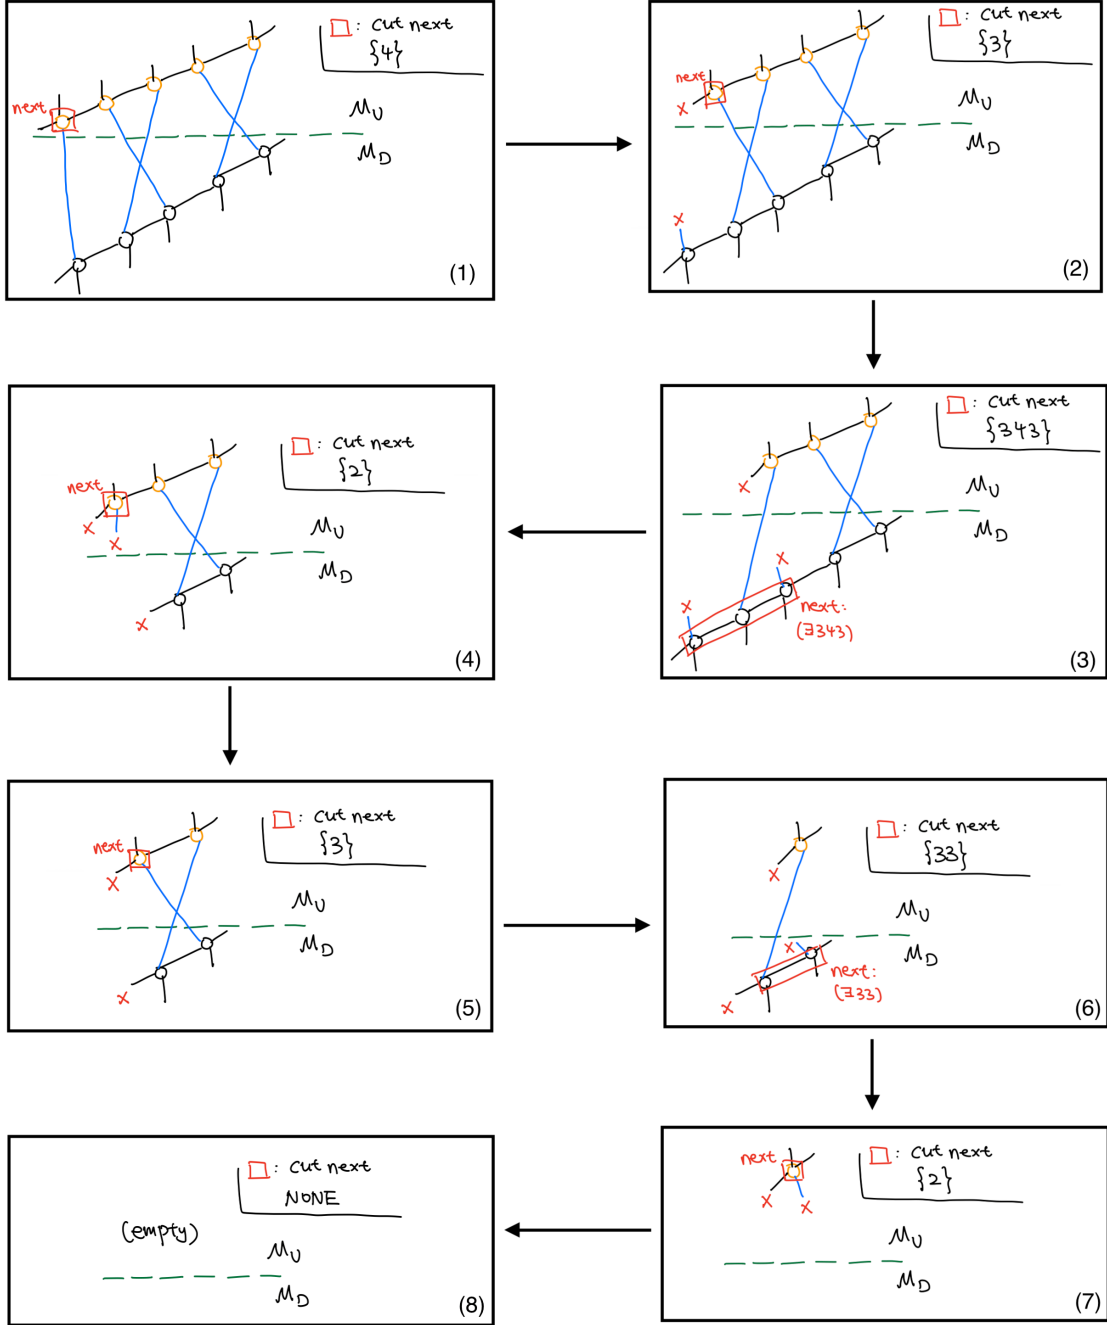 □: cut next
{4}
next
M_U
M_D
(1)
□: cut next
{3}
next
x
M_U
M_D
x
(2)
□: cut next
{343}
x
M_U
M_D
x
x
next:
(∃343)
(3)
□: cut next
{2}
next
x
x
M_U
M_D
x
(4)
□: cut next
{3}
next
x
M_U
M_D
x
(5)
□: cut next
{33}
x
M_U
x
M_D
next:
(∃33)
x
(6)
□: cut next
{2}
next
x
x
M_U
M_D
(7)
□: cut next
NONE
(empty)
M_U
M_D
(8)